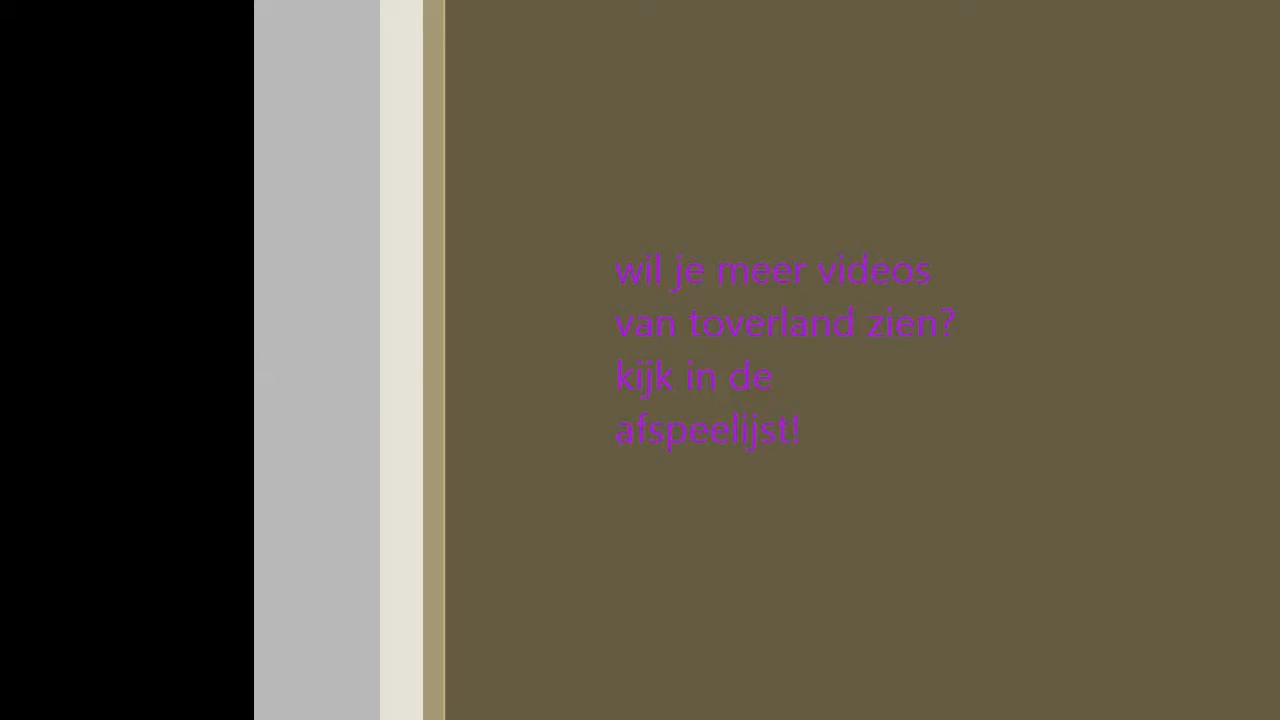 wil je meer videos
van toverland zien?
kijk in de
afspeelijst!